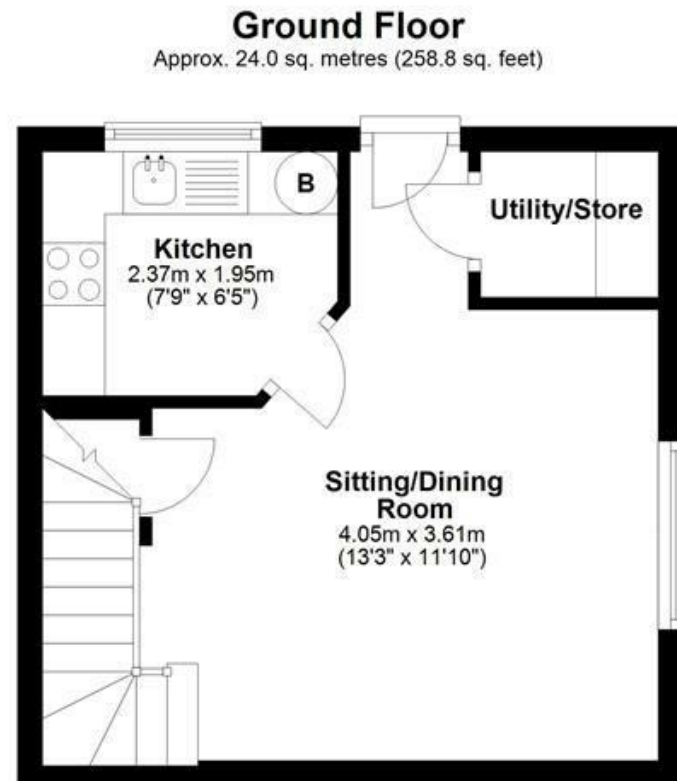 Ground Floor
Approx. 24.0 sq. metres (258.8 sq. feet)
B
Utility/Store
Kitchen
2.37m x 1.95m
(7'9" x 6'5")
Sitting/Dining
Room
4.05m x 3.61m
(13'3" x 11'10")